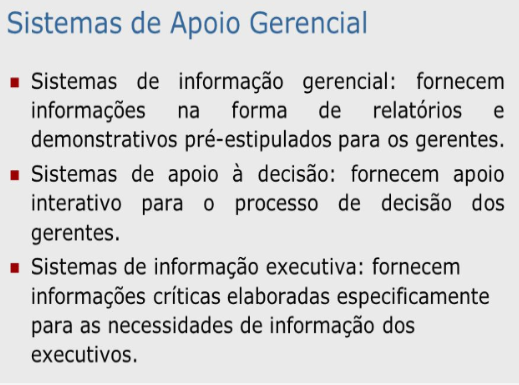 Sistemas de Apoio Gerencial
Sistemas de informação gerencial: fornecem
informações na forma de relatórios e
demonstrativos pré-estipulados para os gerentes.
Sistemas de apoio à decisão: fornecem apoio
interativo para o processo de decisão dos
gerentes.
Sistemas de informação executiva: fornecem
informações críticas elaboradas especificamente
para as necessidades de informação dos
executivos.